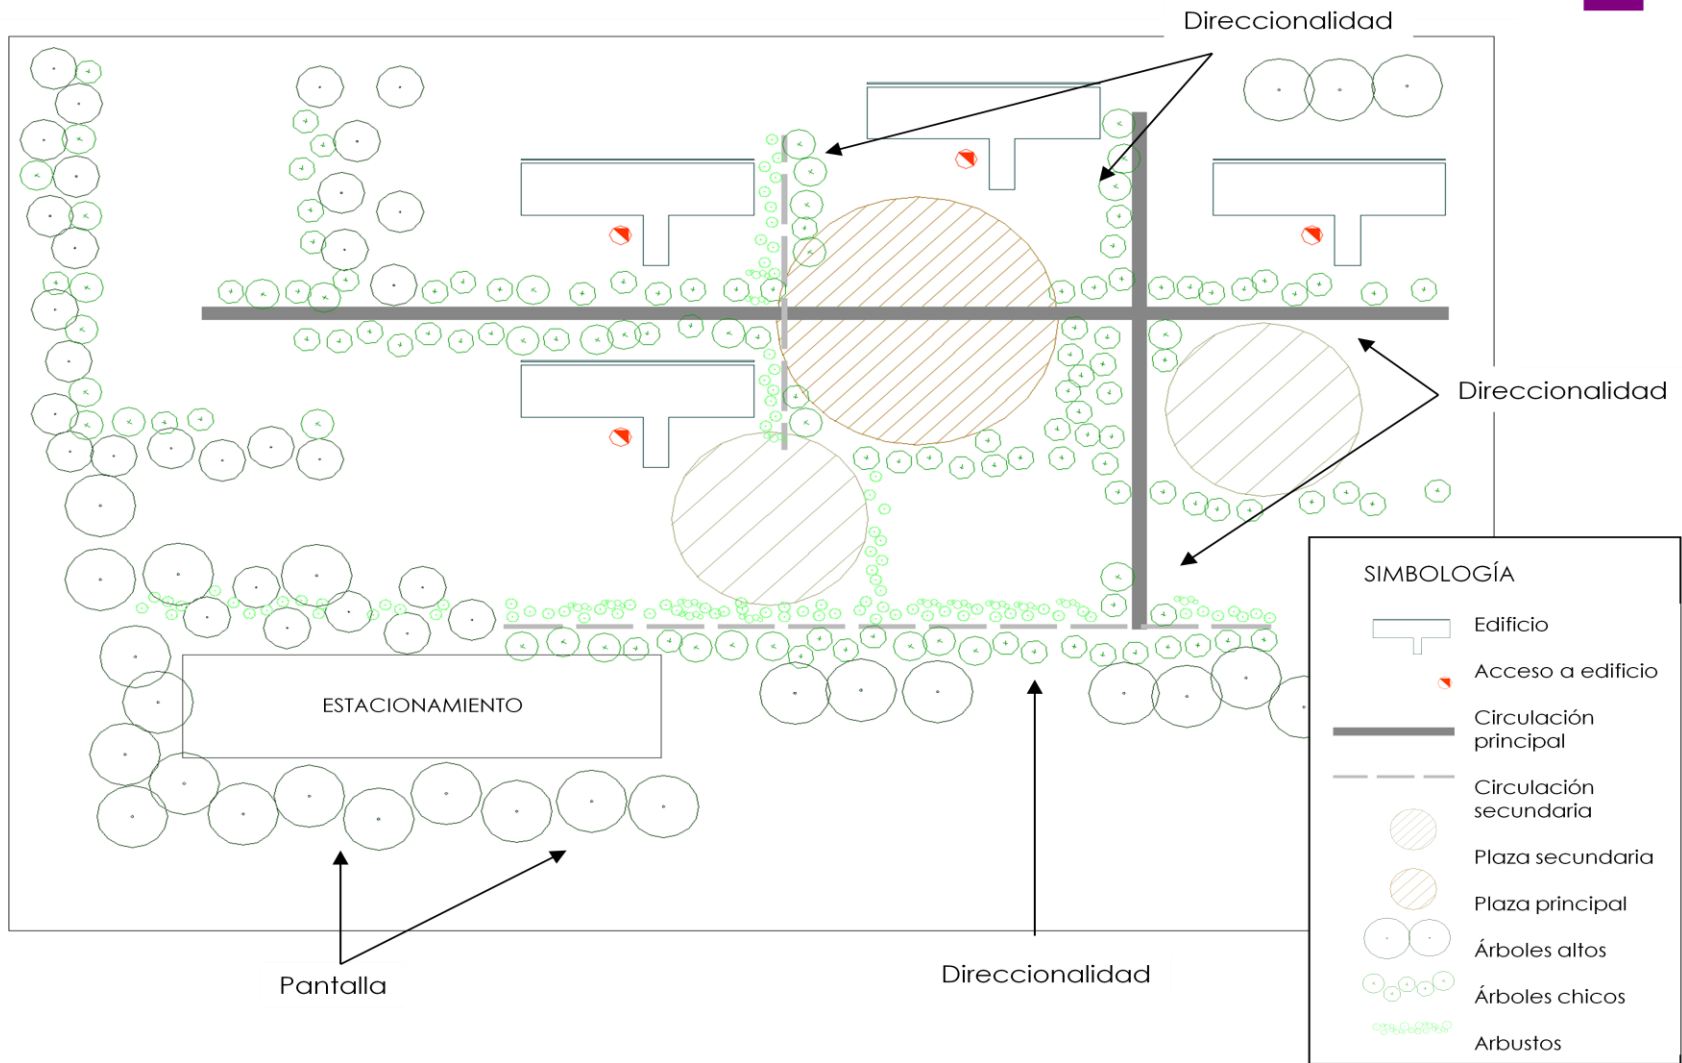 Direccionalidad
Direccionalidad
ESTACIONAMIENTO
Pantalla
Direccionalidad
SIMBOLOGÍA
Edificio
Acceso a edificio
Circulación
principal
Circulación
secundaria
Plaza secundaria
Plaza principal
Árboles altos
Árboles chicos
Arbustos